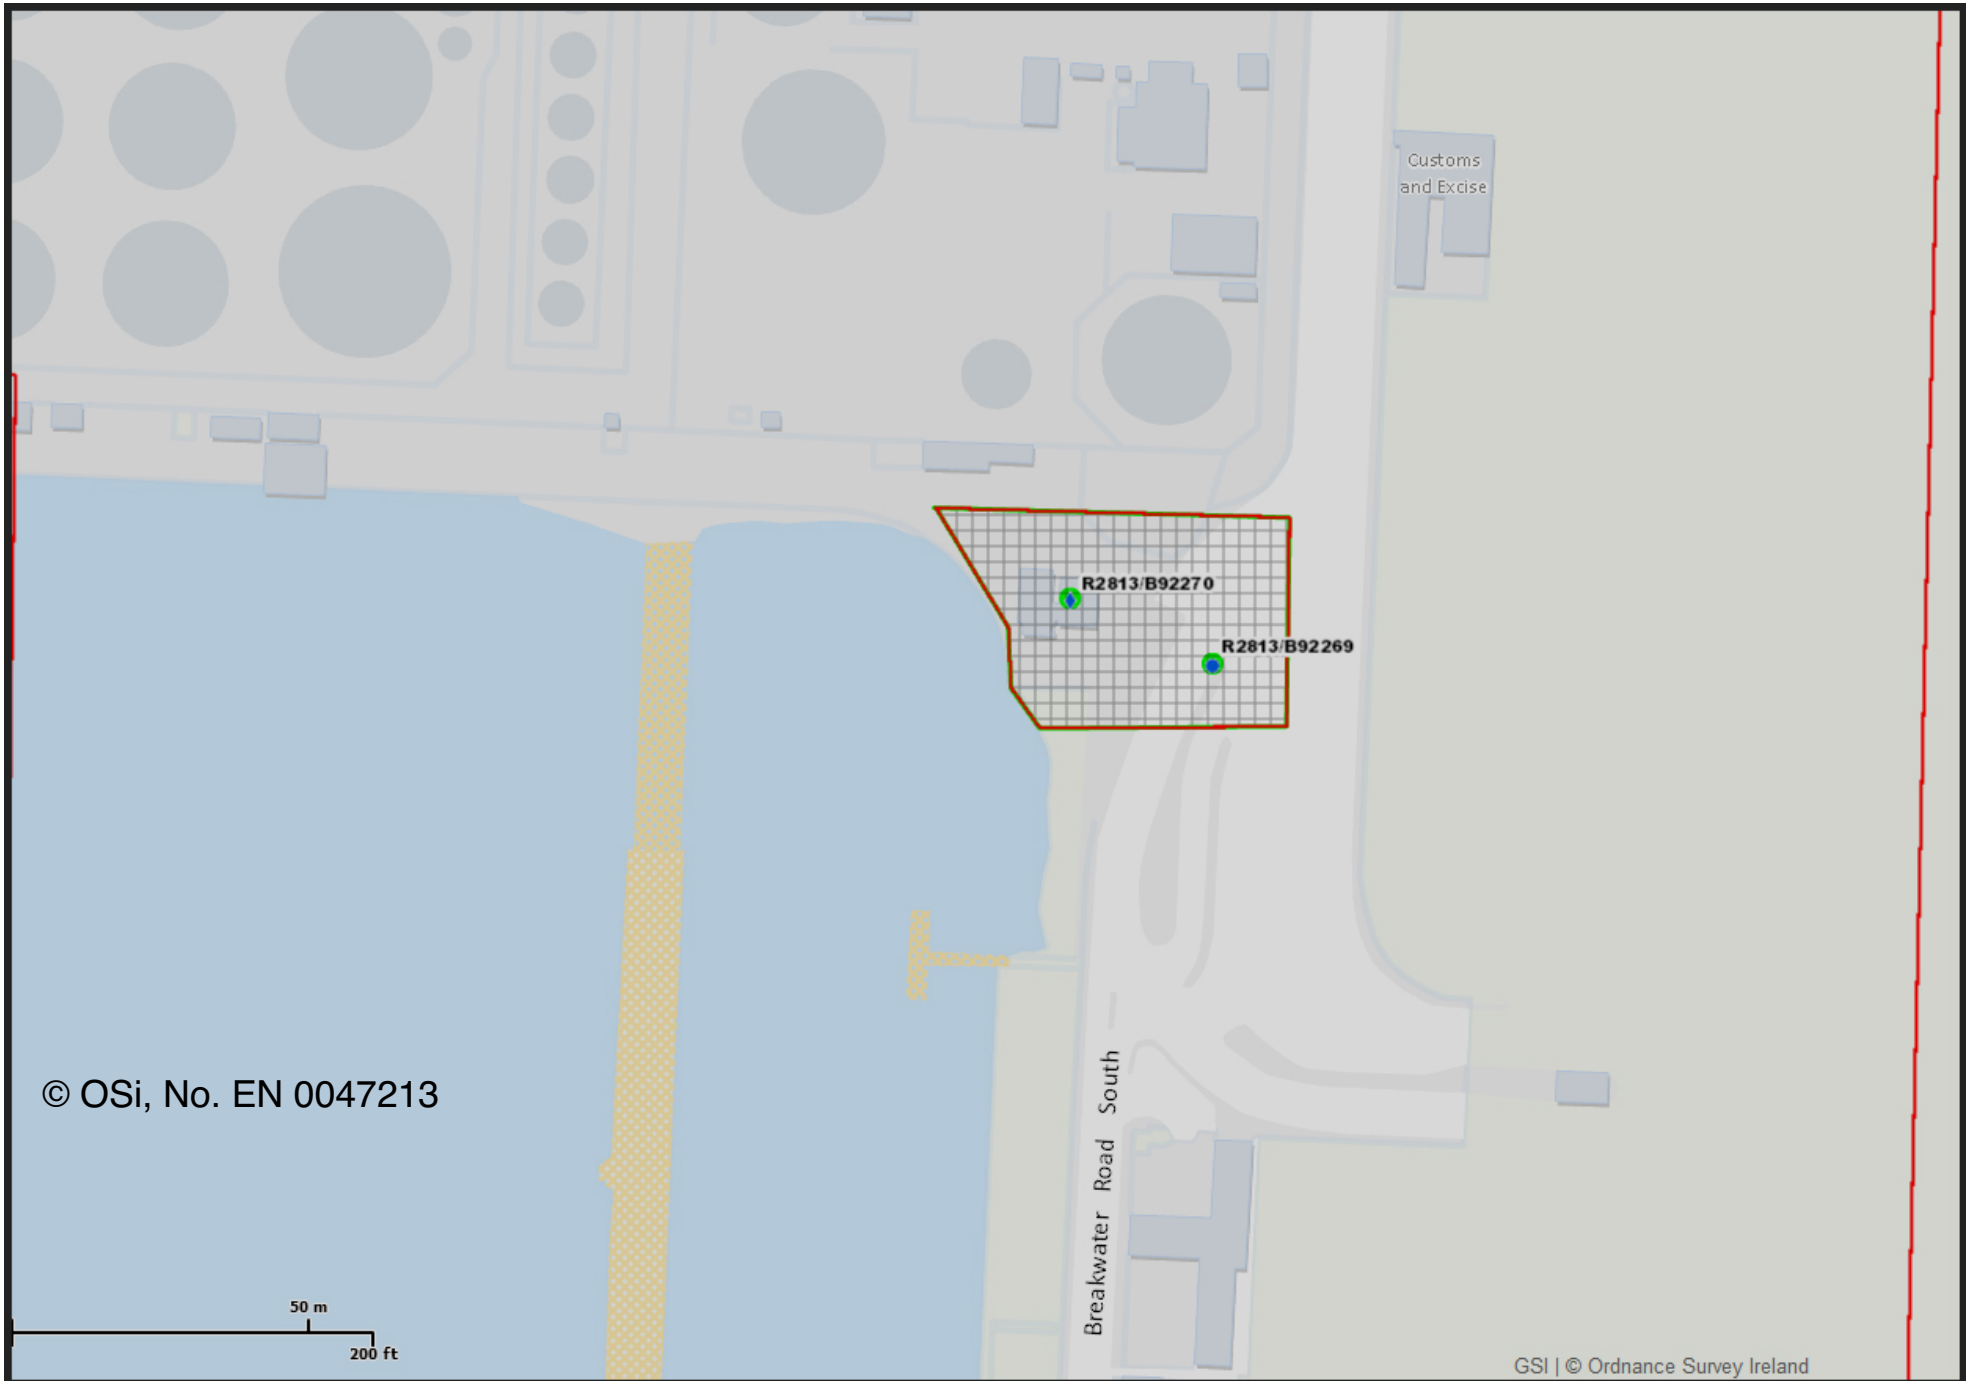 Customs
and Excise
R2813/B92270
R2813/B92269
© OSi, No. EN 0047213
Breakwater Road South
50 m
200 ft
GSI | © Ordnance Survey Ireland